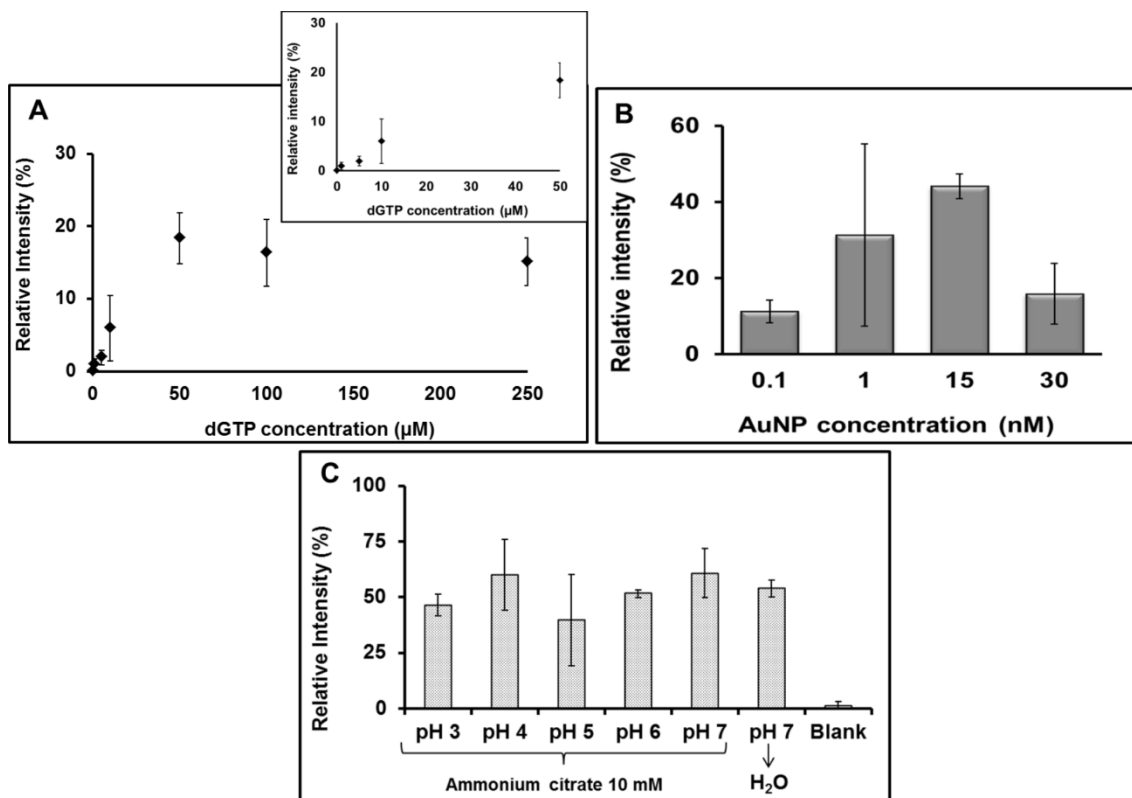 A
Relative Intensity (%)
30
20
10
0
0 50 100 150 200 250
dGTP concentration (µM)
Relative intensity (%)
30
20
10
0
0 10 20 30 40 50
dGTP concentration (µM)
B
Relative intensity (%)
60
40
20
0
0.1 1 15 30
AuNP concentration (nM)
C
Relative Intensity (%)
100
75
50
25
0
pH 3 pH 4 pH 5 pH 6 pH 7 pH 7 Blank
Ammonium citrate 10 mM
H₂O